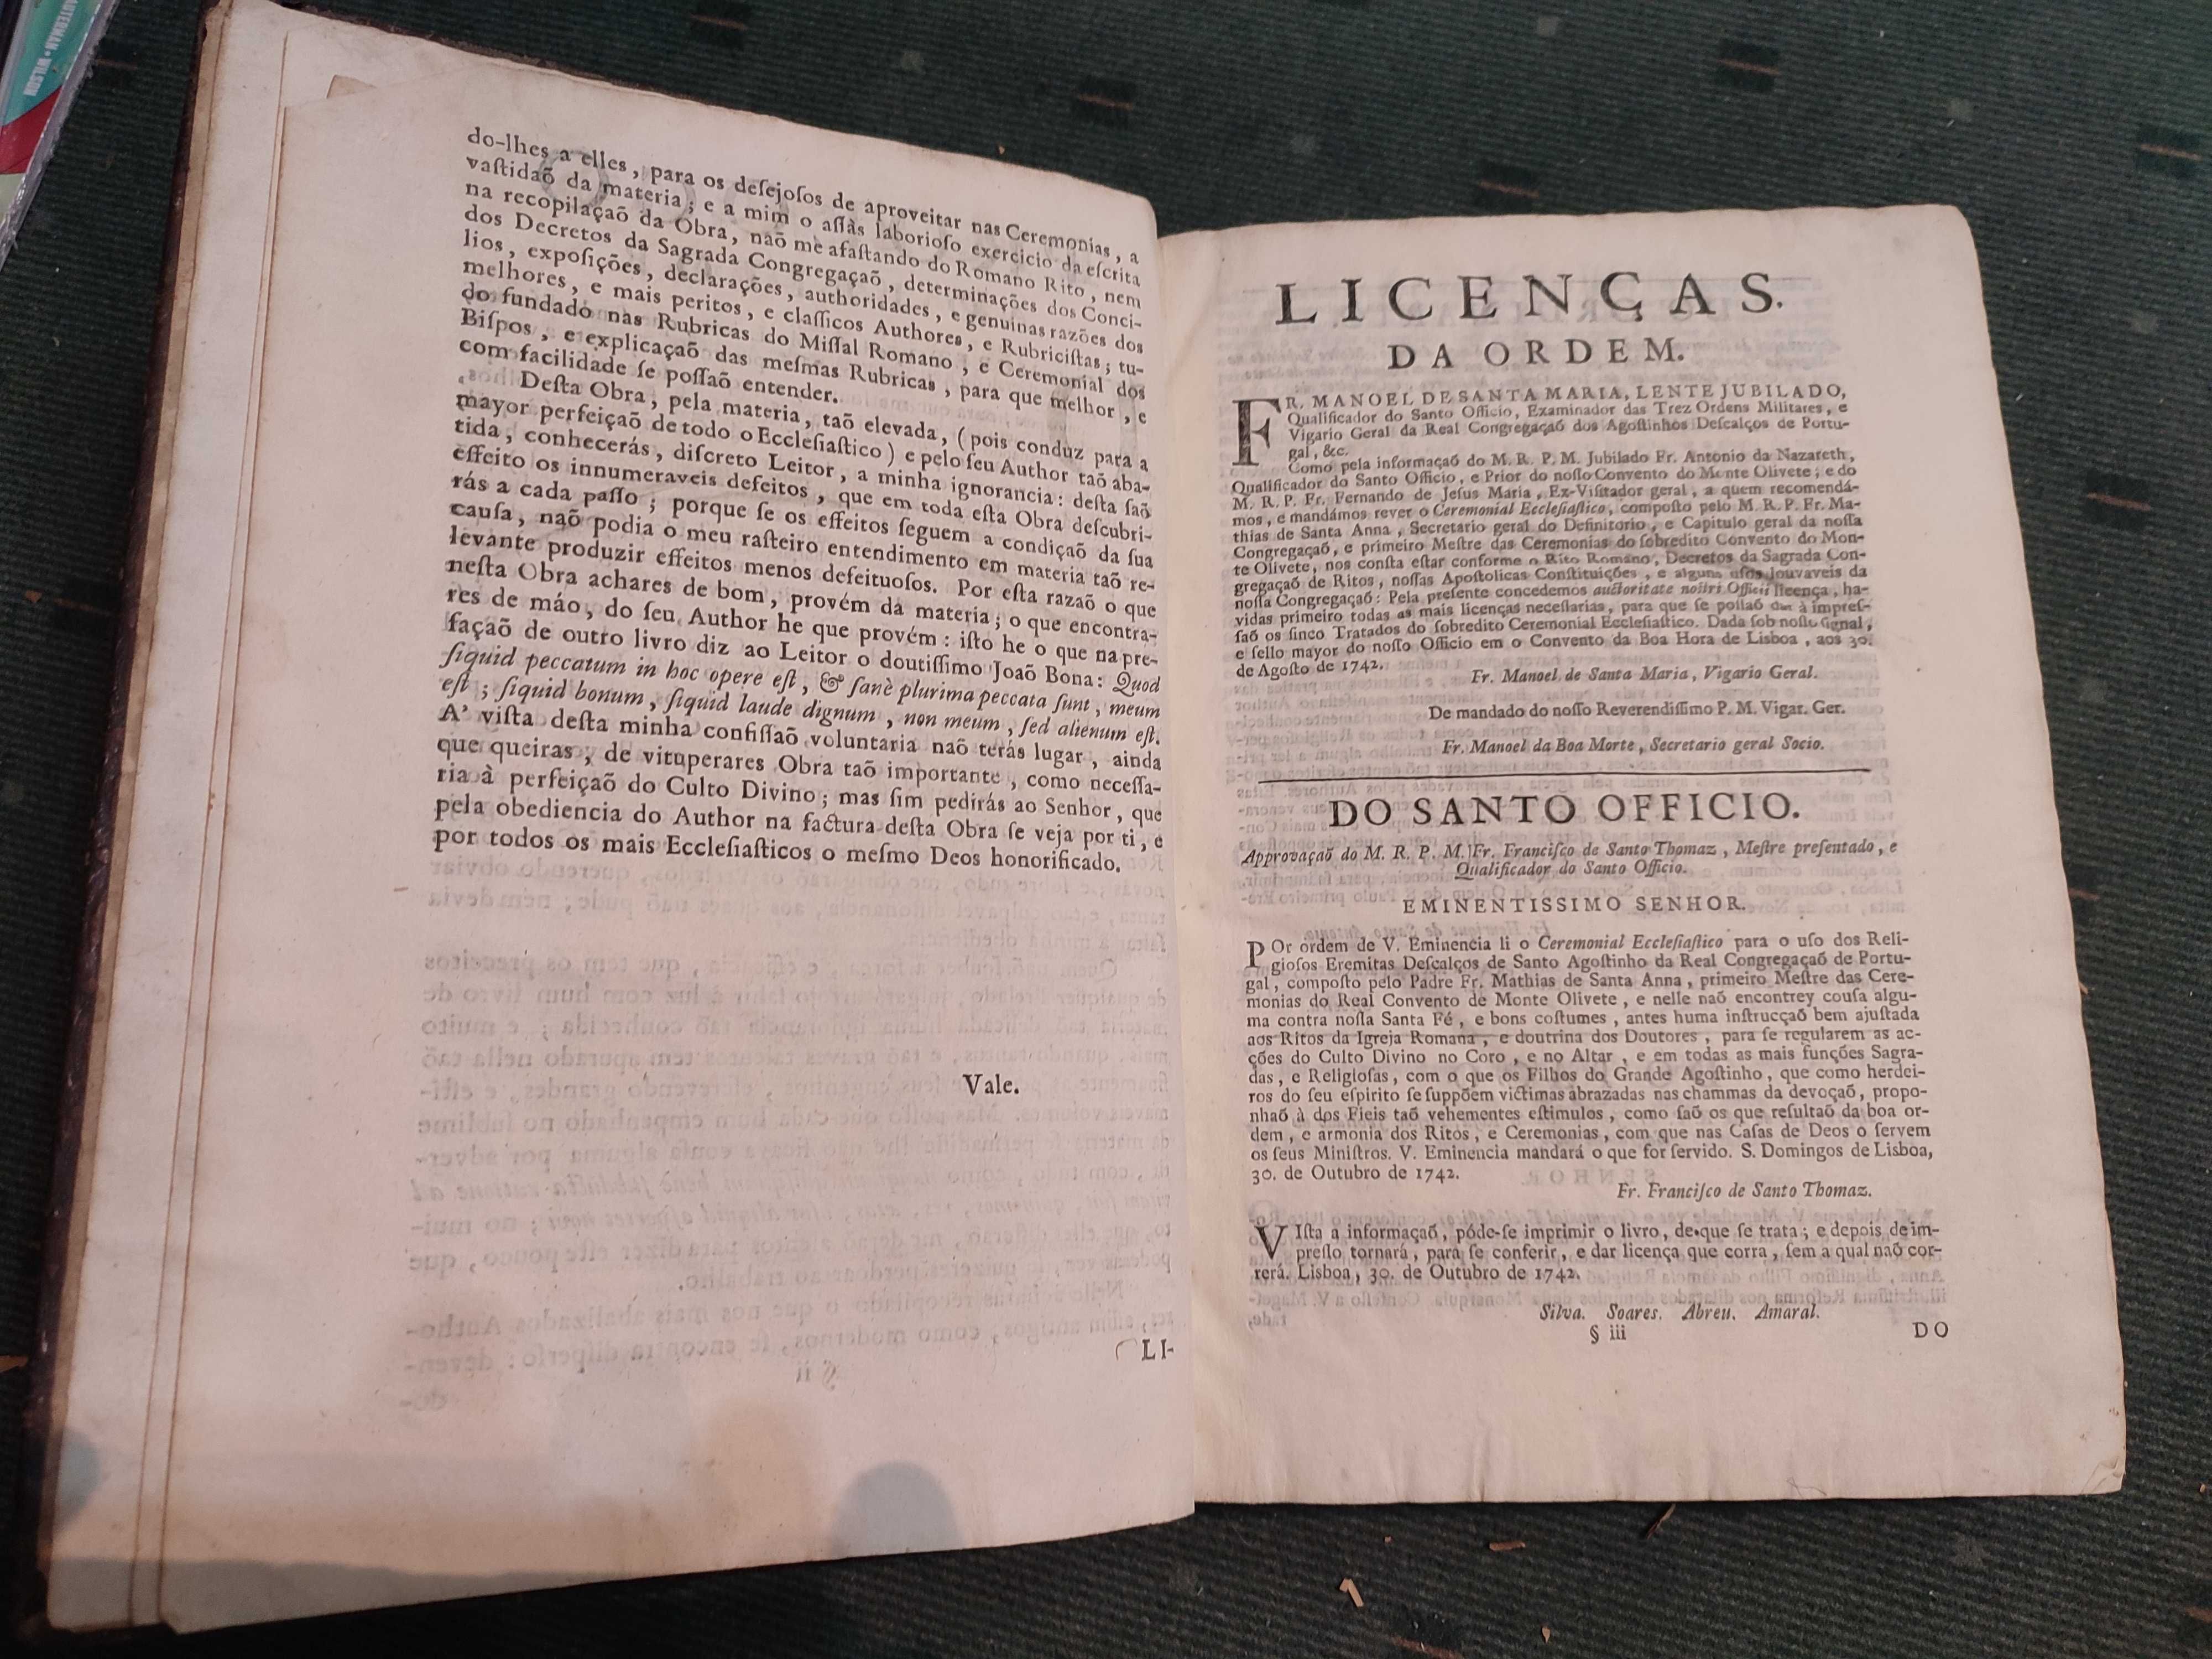 AUTERMAN • WILSON
do-lhes a elles, para os deſejoſos de aproveitar nas Ceremonias, a
vaſtidaõ da materia; e a mim o aſſàs laborioſo exercicio da eſcrita
na recopilaçaõ da Obra, naõ me afaſtando do Romano Rito, nem
dos Decretos da Sagrada Congregaçaõ, determinações dos Conci-
lios, expoſições, declarações, authoridades, e genuinas razões dos
melhores, e mais peritos, e claſſicos Authores, e Rubriciſtas; tu-
do fundado nas Rubricas do Miſſal Romano, e Ceremonial dos
Biſpos, e explicaçaõ das meſmas Rubricas, para que melhor, e
com facilidade ſe poſſaõ entender.
Deſta Obra, pela materia, taõ elevada, (pois conduz para a
mayor perfeiçaõ de todo o Eccleſiaſtico) e pelo ſeu Author taõ aba-
tida, conhecerás, diſcreto Leitor, a minha ignorancia: deſta ſaõ
effeito os innumeraveis defeitos, que em toda eſta Obra deſcubri-
rás a cada paſſo; porque ſe os effeitos ſeguem a condiçaõ da ſua
cauſa, naõ podia o meu raſteiro entendimento em materia taõ re-
levante produzir effeitos menos defeituoſos. Por eſta razaõ o que
neſta Obra achares de bom, provém da materia; o que encontra-
res de máo, do ſeu Author he que provém: iſto he o que na pre-
façaõ de outro livro diz ao Leitor o doutiſſimo Joaõ Bona: Quod
ſiquid peccatum in hoc opere eſt, & ſanè plurima peccata ſunt, meum
eſt; ſiquid bonum, ſiquid laude dignum, non meum, ſed alienum eſt.
A' viſta deſta minha confiſſaõ voluntaria naõ terás lugar, ainda
que queiras, de vituperares Obra taõ importante, como neceſſa-
ria à perfeiçaõ do Culto Divino; mas ſim pedirás ao Senhor, que
pela obediencia do Author na factura deſta Obra ſe veja por ti, e
por todos os mais Eccleſiaſticos o meſmo Deos honorificado.
Vale.
LI-
LICENÇAS.
DA ORDEM.
FR. MANOEL DE SANTA MARIA, LENTE JUBILADO,
Qualificador do Santo Officio, Examinador das Trez Ordens Militares, e
Vigario Geral da Real Congregaçaõ dos Agoſtinhos Deſcalços de Portu-
gal, &c.
Como pela informaçaõ do M. R. P. M. Jubilado Fr. Antonio da Nazareth,
Qualificador do Santo Officio, e Prior do noſſo Convento do Monte Olivete; e do
M. R. P. Fr. Fernando de Jeſus Maria, Ex-Viſitador geral, a quem recomendá-
mos, e mandámos rever o Ceremonial Eccleſiaſtico, compoſto pelo M. R. P. Fr. Ma-
thias de Santa Anna, Secretario geral do Definitorio, e Capitulo geral da noſſa
Congregaçaõ, e primeiro Meſtre das Ceremonias do ſobredito Convento do Mon-
te Olivete, nos conſta eſtar conforme o Rito Romano, Decretos da Sagrada Con-
gregaçaõ de Ritos, noſſas Apoſtolicas Conſtituições, e alguns uſos louvaveis da
noſſa Congregaçaõ: Pela preſente concedemos auctoritate noſtri Officii licença, ha-
vidas primeiro todas as mais licenças neceſſarias, para que ſe poſſaõ dar à impreſ-
ſaõ os ſinco Tratados do ſobredito Ceremonial Eccleſiaſtico. Dada ſob noſſo ſignal,
e ſello mayor do noſſo Officio em o Convento da Boa Hora de Lisboa, aos 30.
de Agoſto de 1742.
Fr. Manoel de Santa Maria, Vigario Geral.
De mandado do noſſo Reverendiſſimo P. M. Vigar. Ger.
Fr. Manoel da Boa Morte, Secretario geral Socio.
DO SANTO OFFICIO.
Approvaçaõ do M. R. P. M. Fr. Franciſco de Santo Thomaz, Meſtre preſentado, e
Qualificador do Santo Officio.
EMINENTISSIMO SENHOR.
POr ordem de V. Eminencia li o Ceremonial Eccleſiaſtico para o uſo dos Reli-
gioſos Eremitas Deſcalços de Santo Agoſtinho da Real Congregaçaõ de Portu-
gal, compoſto pelo Padre Fr. Mathias de Santa Anna, primeiro Meſtre das Cere-
monias do Real Convento de Monte Olivete, e nelle naõ encontrey couſa algu-
ma contra noſſa Santa Fé, e bons coſtumes, antes huma inſtrucçaõ bem ajuſtada
aos Ritos da Igreja Romana, e doutrina dos Doutores, para ſe regularem as ac-
ções do Culto Divino no Coro, e no Altar, e em todas as mais funções Sagra-
das, e Religioſas, com o que os Filhos do Grande Agoſtinho, que como herdei-
ros do ſeu eſpirito ſe ſuppõem victimas abrazadas nas chammas da devoçaõ, propo-
nhaõ à dos Fieis taõ vehementes eſtimulos, como ſaõ os que reſultaõ da boa or-
dem, e armonia dos Ritos, e Ceremonias, com que nas Caſas de Deos o ſervem
os ſeus Miniſtros. V. Eminencia mandará o que for ſervido. S. Domingos de Lisboa,
30. de Outubro de 1742.
Fr. Franciſco de Santo Thomaz.
VIſta a informaçaõ, póde-ſe imprimir o livro, de que ſe trata; e depois de im-
preſſo tornará, para ſe conferir, e dar licença que corra, ſem a qual naõ cor-
rerá. Lisboa, 30. de Outubro de 1742.
Silva. Soares. Abreu. Amaral.
§ iii
DO